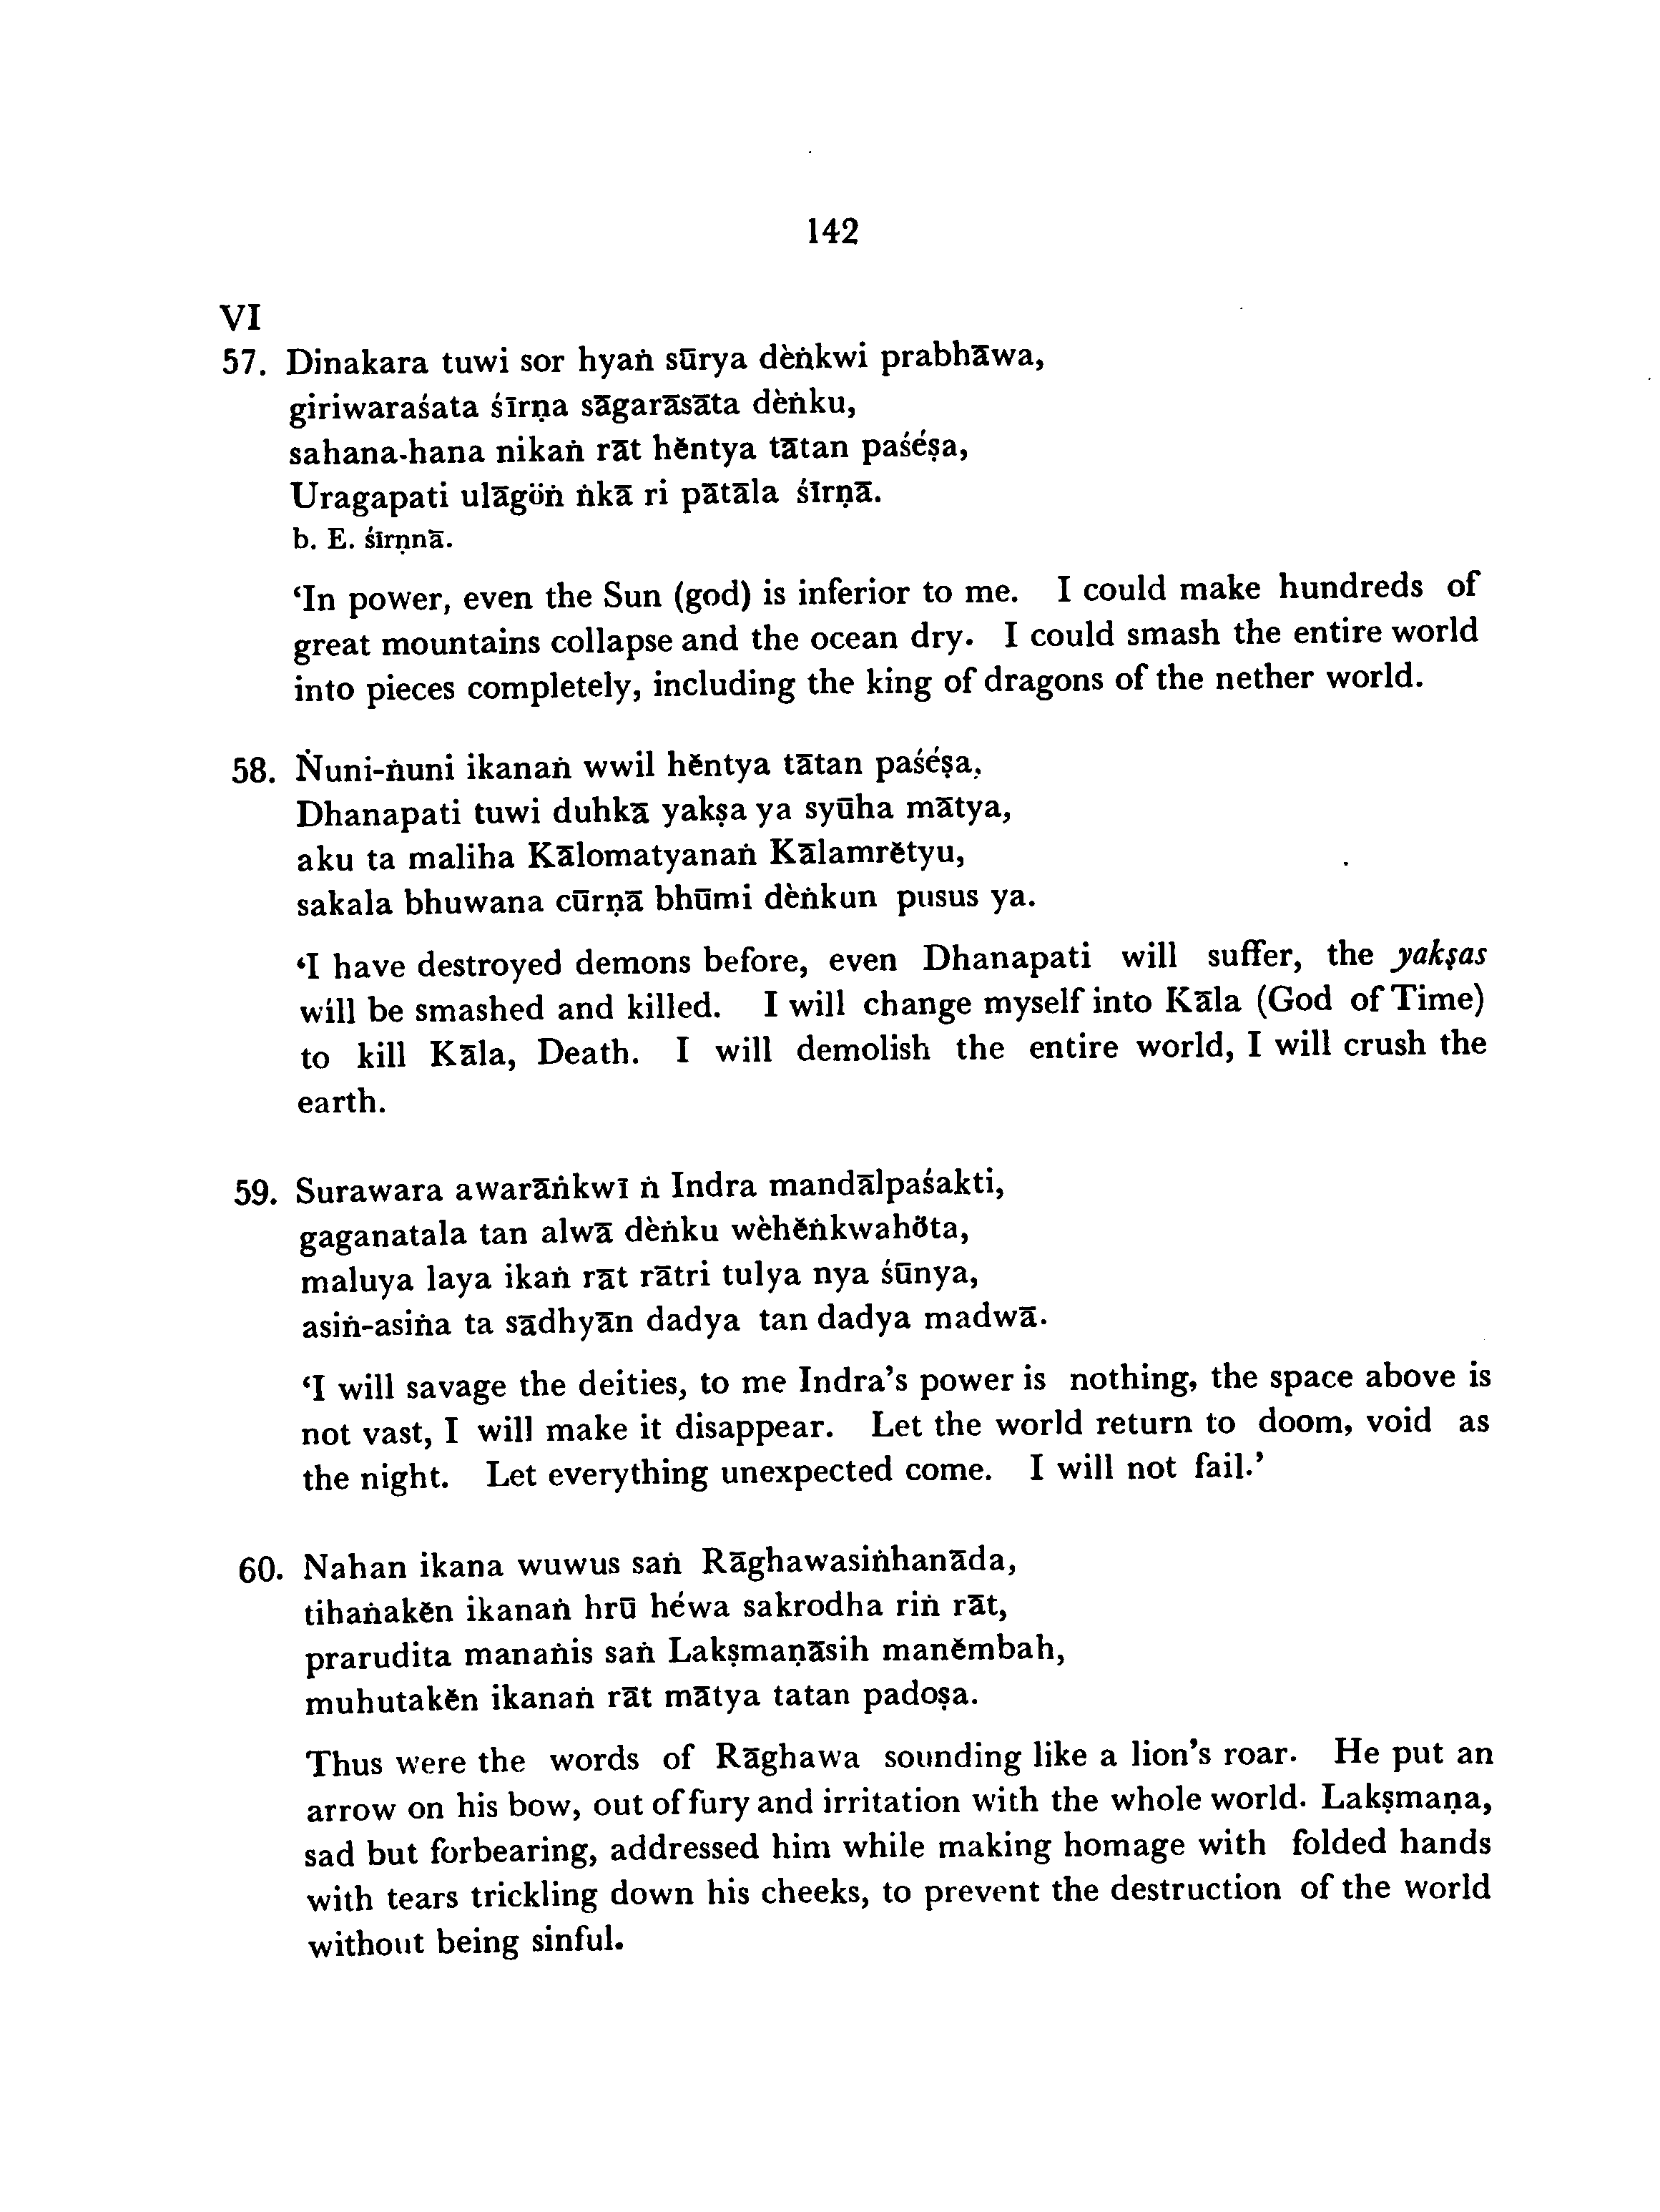 142
VI
57. Dinakara tuwi sor hyaṅ sūrya dèṅkwi prabhāwa,
giriwaraśata śīrṇa sāgarāsāta dèṅku,
sahana-hana nikaṅ rāt hĕntya tātan paśéṣa,
Uragapati ulāgöṅ ṅkā ri pātāla śīrṇā.
b. E. śīrṇnā.
‘In power, even the Sun (god) is inferior to me. I could make hundreds of
great mountains collapse and the ocean dry. I could smash the entire world
into pieces completely, including the king of dragons of the nether world.
58. Ṅuni-ṅuni ikanaṅ wwil hĕntya tātan paśéṣa,
Dhanapati tuwi duhkā yakṣa ya syūha mātya,
aku ta maliha Kālomatyanaṅ Kālamrĕtyu,
sakala bhuwana cūrṇā bhūmi dèṅkun pusus ya.
‘I have destroyed demons before, even Dhanapati will suffer, the yakṣas
will be smashed and killed. I will change myself into Kāla (God of Time)
to kill Kāla, Death. I will demolish the entire world, I will crush the
earth.
59. Surawara awarāṅkwī ṅ Indra mandālpaśakti,
gaganatala tan alwā dèṅku wèhĕṅkwahöta,
maluya laya ikaṅ rāt rātri tulya nya śūnya,
asiṅ-asiṅa ta sādhyān dadya tan dadya madwā.
‘I will savage the deities, to me Indra’s power is nothing, the space above is
not vast, I will make it disappear. Let the world return to doom, void as
the night. Let everything unexpected come. I will not fail.’
60. Nahan ikana wuwus saṅ Rāghawasiṅhanāda,
tihaṅakĕn ikanaṅ hrū héwa sakrodha riṅ rāt,
prarudita manaṅis saṅ Lakṣmaṇāsih manĕmbah,
muhutakĕn ikanaṅ rāt mātya tatan padoṣa.
Thus were the words of Rāghawa sounding like a lion’s roar. He put an
arrow on his bow, out of fury and irritation with the whole world. Lakṣmaṇa,
sad but forbearing, addressed him while making homage with folded hands
with tears trickling down his cheeks, to prevent the destruction of the world
without being sinful.